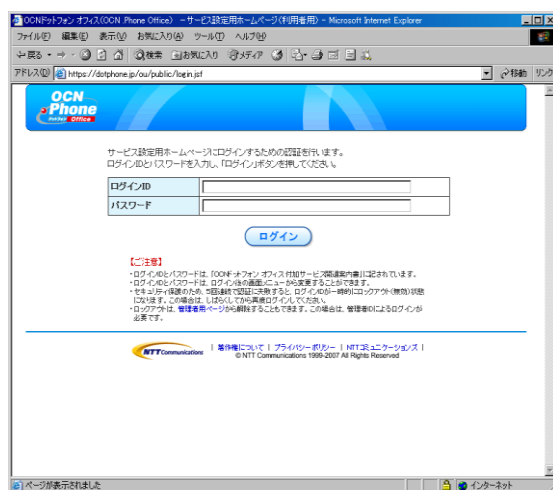 OCNドットフォン オフィス(OCN .Phone Office) -サービス設定用ホームページ(利用者用) - Microsoft Internet Explorer
ファイル(F) 編集(E) 表示(V) お気に入り(A) ツール(T) ヘルプ(H)
戻る 検索 お気に入り メディア
アドレス(D) https://dotphone.jp/ou/public/login.jsf 移動 リンク
OCN
Phone
Office
サービス設定用ホームページにログインするための認証を行います。
ログインIDとパスワードを入力し、「ログイン」ボタンを押してください。
ログインID
パスワード
ログイン
【ご注意】
・ログインIDとパスワードは、「OCNドットフォン オフィス付加サービス開通案内書」に記されています。
・ログインIDとパスワードは、ログイン後の画面メニューから変更することができます。
・セキュリティ保護のため、5回連続で認証に失敗すると、ログインIDが一時的にロックアウト(無効)状態
になります。この場合は、しばらくしてから再度ログインしてください。
・ロックアウトは、管理者用ページから解除することもできます。この場合は、管理者IDによるログインが
必要です。
NTT Communications | 著作権について | プライバシーポリシー | NTTコミュニケーションズ |
© NTT Communications 1999-2007 All Rights Reserved
ページが表示されました インターネット